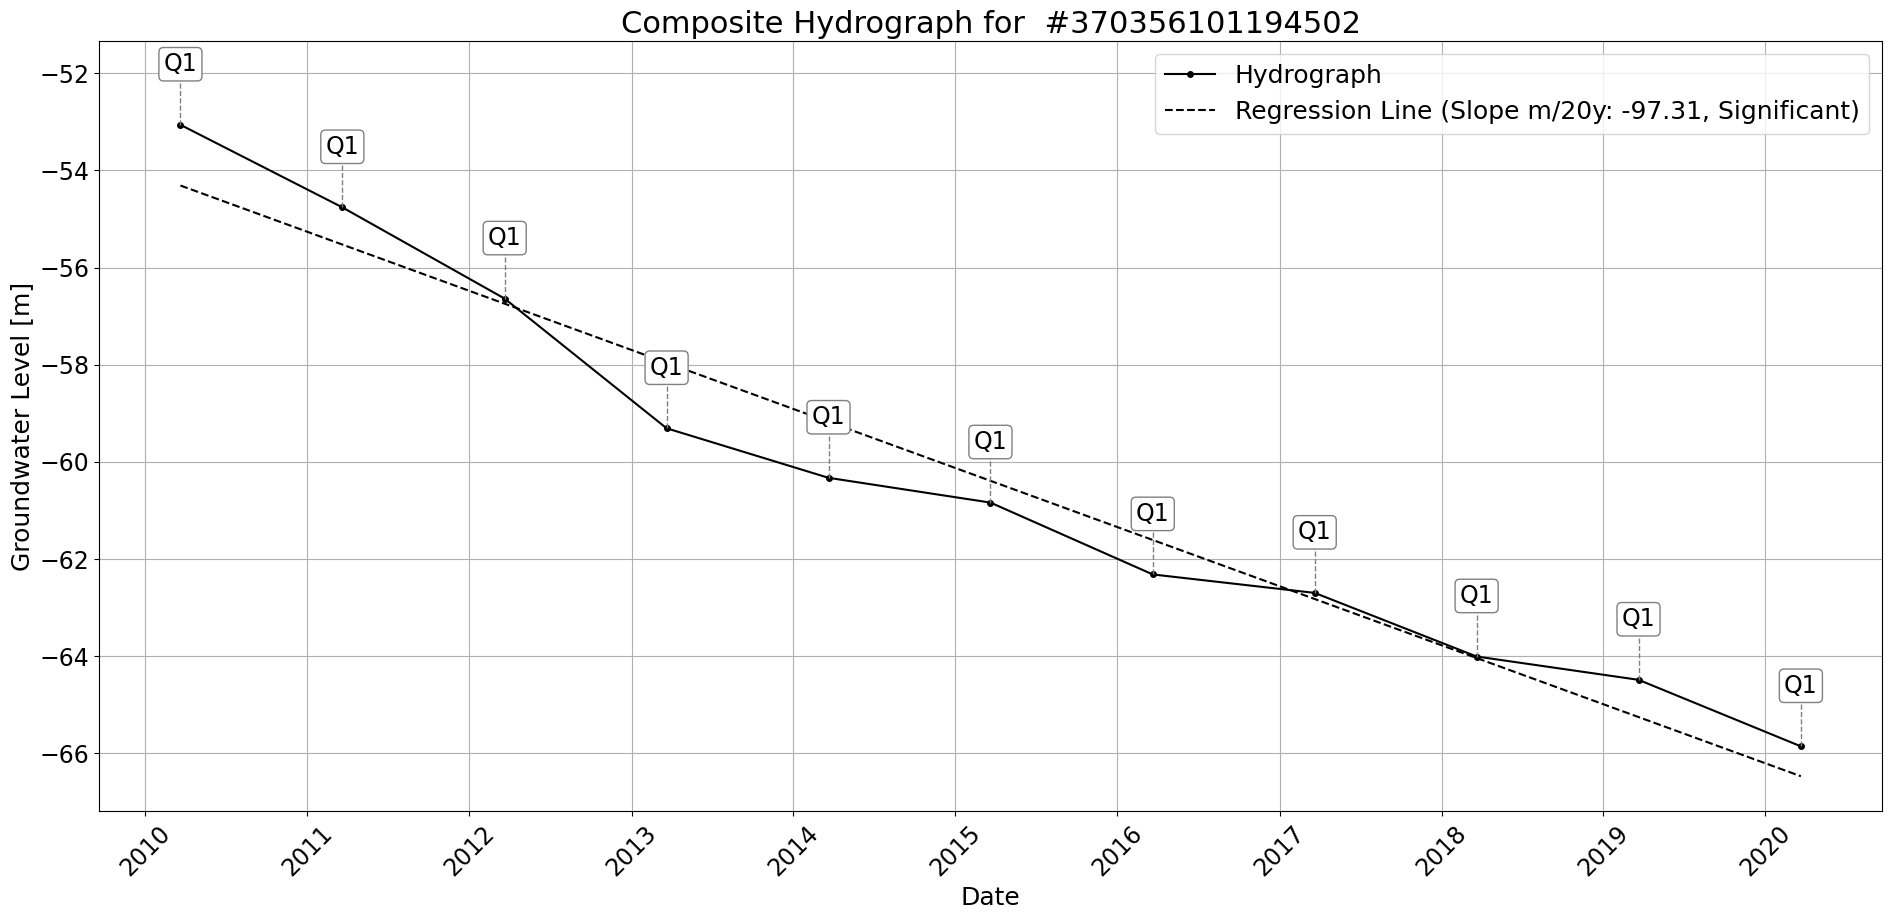 Composite Hydrograph for  #370356101194502
Hydrograph
Regression Line (Slope m/20y: -97.31, Significant)
Groundwater Level [m]
−52
−54
−56
−58
−60
−62
−64
−66
Q1
Q1
Q1
Q1
Q1
Q1
Q1
Q1
Q1
Q1
Q1
2010
2011
2012
2013
2014
2015
2016
2017
2018
2019
2020
Date